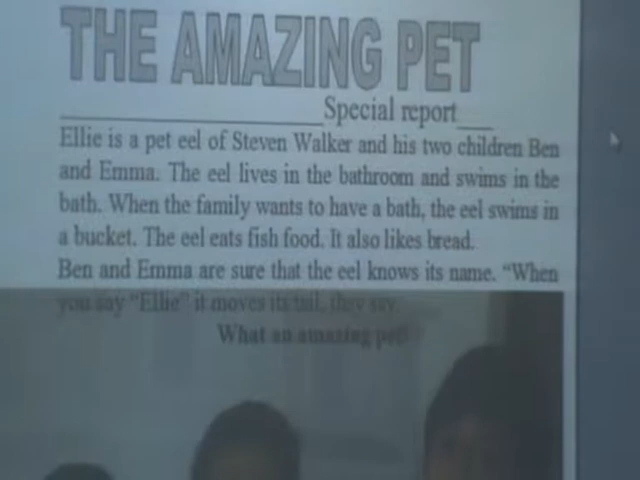 THE AMAZING PET
Special report
Ellie is a pet eel of Steven Walker and his two children Ben
and Emma. The eel lives in the bathroom and swims in the
bath. When the family wants to have a bath, the eel swims in
a bucket. The eel eats fish food. It also likes bread.
Ben and Emma are sure that the eel knows its name. “When
you say “Ellie” it moves its tail, they say.
What an amazing pet!